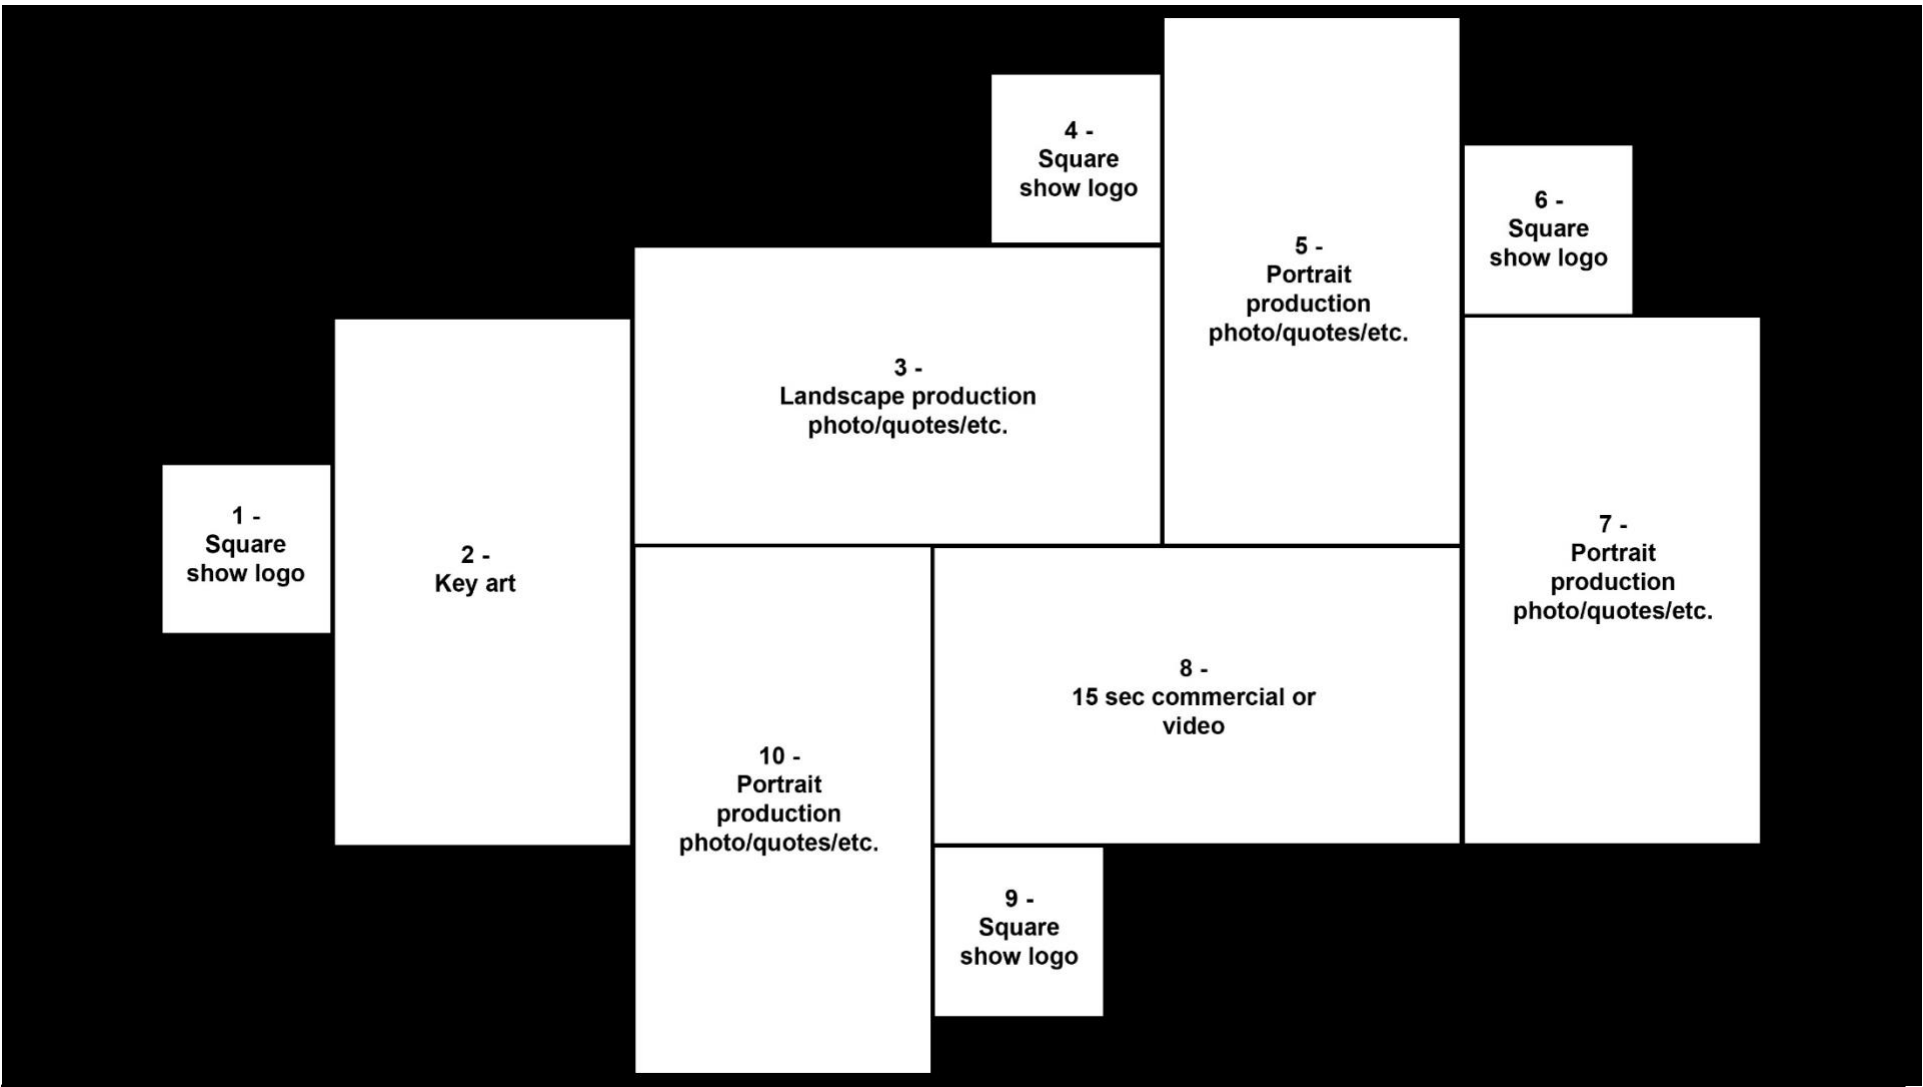 1 -
Square
show logo
2 -
Key art
3 -
Landscape production
photo/quotes/etc.
4 -
Square
show logo
5 -
Portrait
production
photo/quotes/etc.
6 -
Square
show logo
7 -
Portrait
production
photo/quotes/etc.
8 -
15 sec commercial or
video
9 -
Square
show logo
10 -
Portrait
production
photo/quotes/etc.